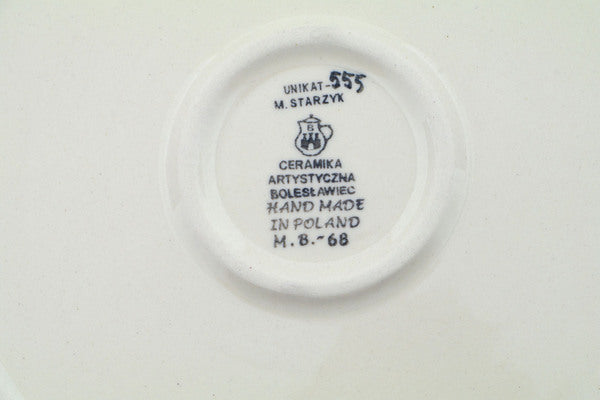 UNIKAT-555
M. STARZYK
B
CERAMIKA
ARTYSTYCZNA
BOLESŁAWIEC
HAND MADE
IN POLAND
M.B.-68